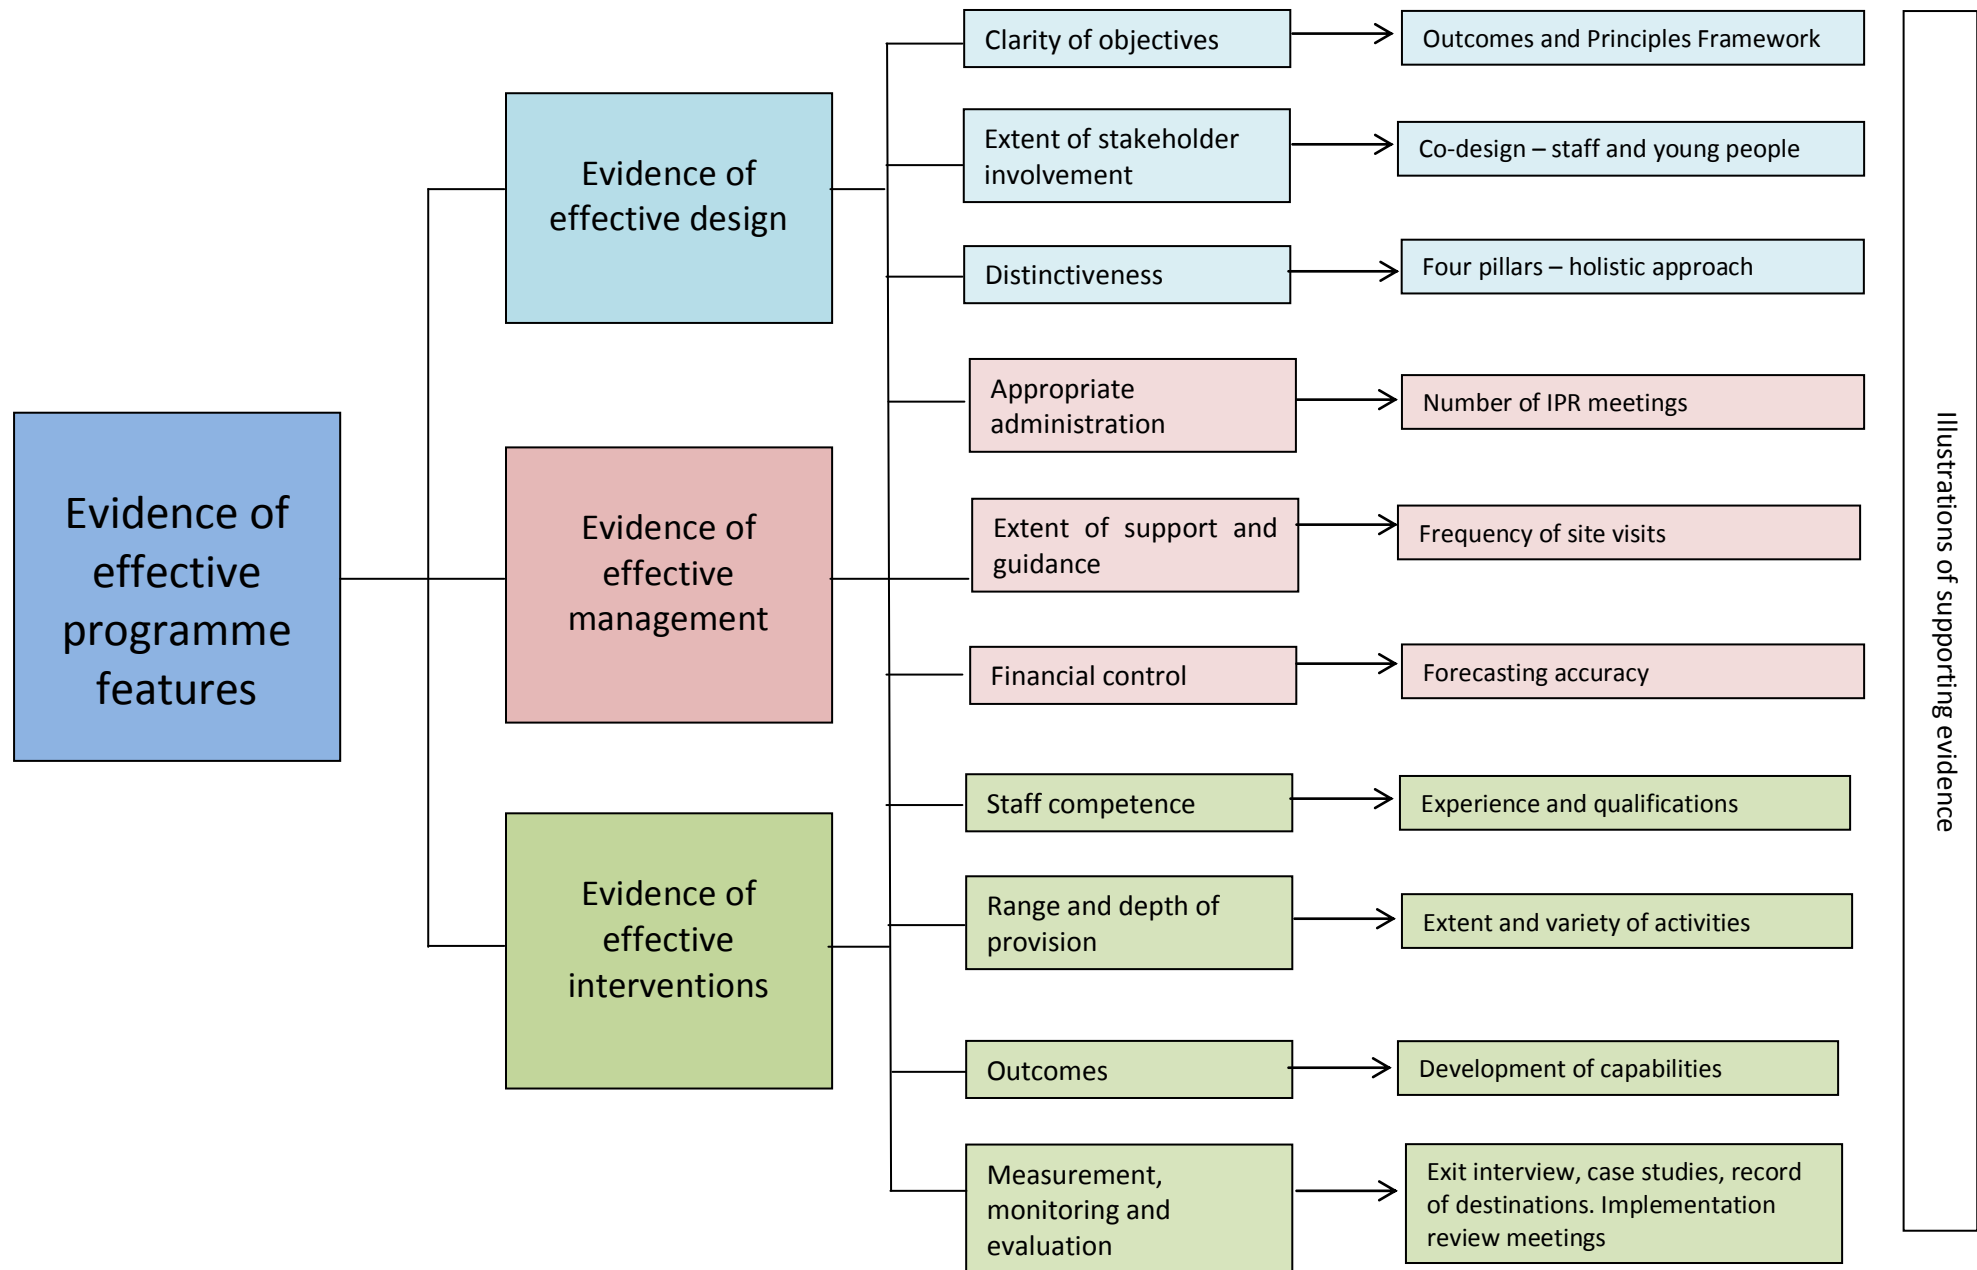 Evidence of
effective
programme
features
Evidence of
effective design
Clarity of objectives
Outcomes and Principles Framework
Extent of stakeholder
involvement
Co-design – staff and young people
Distinctiveness
Four pillars – holistic approach
Evidence of
effective
management
Appropriate
administration
Number of IPR meetings
Extent of support and
guidance
Frequency of site visits
Financial control
Forecasting accuracy
Evidence of
effective
interventions
Staff competence
Experience and qualifications
Range and depth of
provision
Extent and variety of activities
Outcomes
Development of capabilities
Measurement,
monitoring and
evaluation
Exit interview, case studies, record
of destinations. Implementation
review meetings
Illustrations of supporting evidence